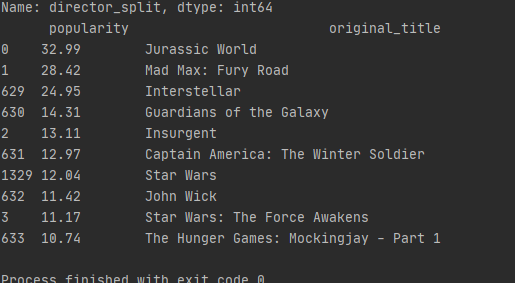 Name: director_split, dtype: int64
popularity original_title
0 32.99 Jurassic World
1 28.42 Mad Max: Fury Road
629 24.95 Interstellar
630 14.31 Guardians of the Galaxy
2 13.11 Insurgent
631 12.97 Captain America: The Winter Soldier
1329 12.04 Star Wars
632 11.42 John Wick
3 11.17 Star Wars: The Force Awakens
633 10.74 The Hunger Games: Mockingjay - Part 1
Process finished with exit code 0